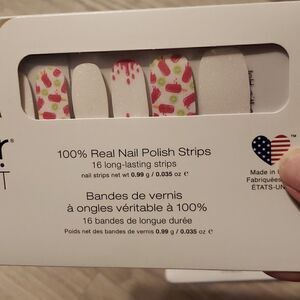 r
T
100% Real Nail Polish Strips
16 long-lasting strips
nail strips net wt 0.99 g / 0.035 oz ℮
Bandes de vernis
à ongles véritable à 100%
16 bandes de longue durée
Poids net des bandes de vernis 0.99 g / 0.035 oz ℮
Made in
Fabriquées
ÉTATS-UN